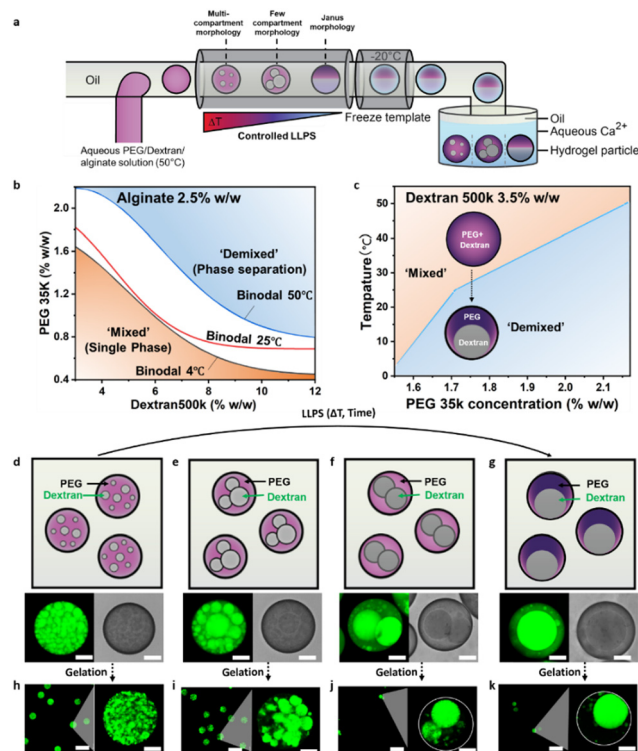 a
Multi-
compartment
morphology
Few
compartment
morphology
Janus
morphology
Oil
-20°C
ΔT
Controlled LLPS
Freeze template
Aqueous PEG/Dextran/
alginate solution (50°C)
Oil
Aqueous Ca2+
Hydrogel particle
b
Alginate 2.5% w/w
'Demixed'
(Phase separation)
Binodal 50℃
Binodal 25℃
'Mixed'
(Single Phase)
Binodal 4℃
PEG 35K (% w/w)
2.0
1.6
1.2
0.8
0.4
4
6
8
10
12
Dextran500k (% w/w)
c
Dextran 500k 3.5% w/w
PEG+
Dextran
'Mixed'
PEG
Dextran
'Demixed'
Tempature (℃)
50
40
30
20
10
0
1.6
1.7
1.8
1.9
2.0
2.1
PEG 35k concentration (% w/w)
LLPS (ΔT, Time)
d
PEG
Dextran
e
PEG
Dextran
f
PEG
Dextran
g
PEG
Dextran
Gelation
Gelation
Gelation
Gelation
h
i
j
k